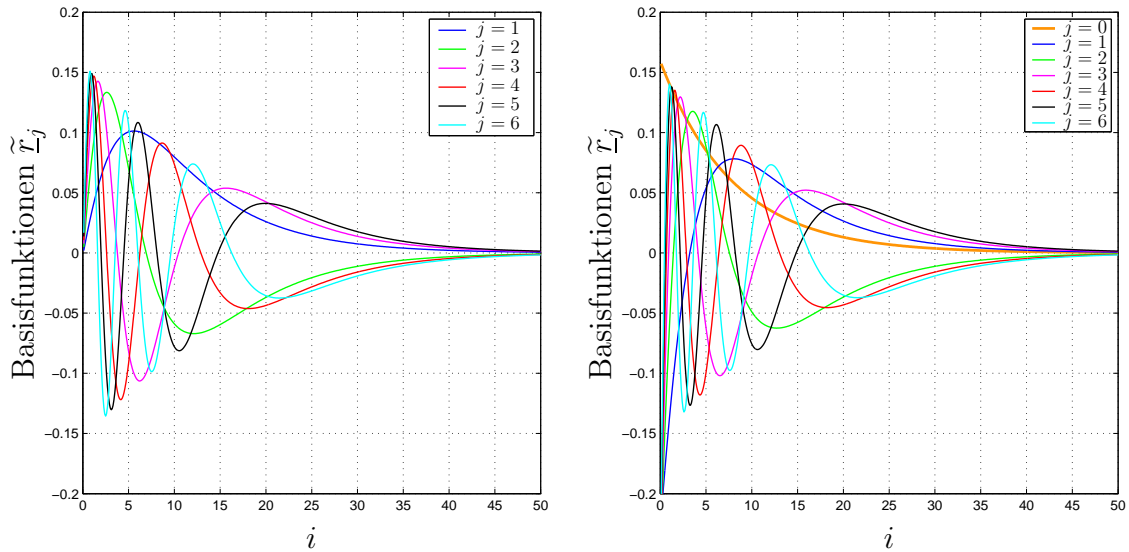 Basisfunktionen r̲̃_j
0.2
0.15
0.1
0.05
0
−0.05
−0.1
−0.15
−0.2
0 5 10 15 20 25 30 35 40 45 50
i
j = 1
j = 2
j = 3
j = 4
j = 5
j = 6
Basisfunktionen r̲̃_j
0.2
0.15
0.1
0.05
0
−0.05
−0.1
−0.15
−0.2
0 5 10 15 20 25 30 35 40 45 50
i
j = 0
j = 1
j = 2
j = 3
j = 4
j = 5
j = 6